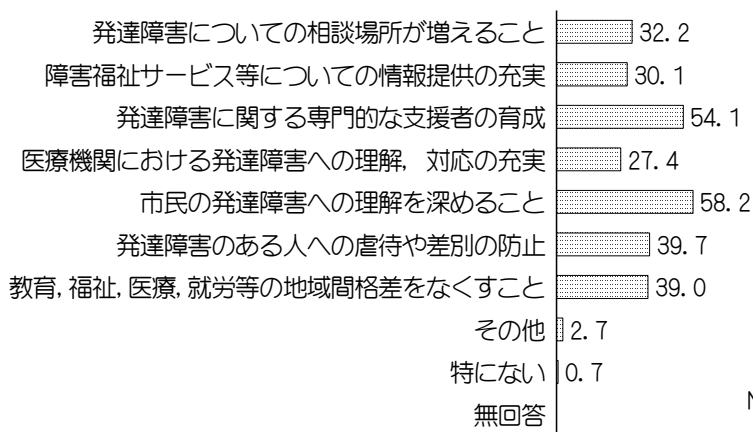 発達障害についての相談場所が増えること 32.2
障害福祉サービス等についての情報提供の充実 30.1
発達障害に関する専門的な支援者の育成 54.1
医療機関における発達障害への理解，対応の充実 27.4
市民の発達障害への理解を深めること 58.2
発達障害のある人への虐待や差別の防止 39.7
教育，福祉，医療，就労等の地域間格差をなくすこと 39.0
その他 2.7
特にない 0.7
無回答